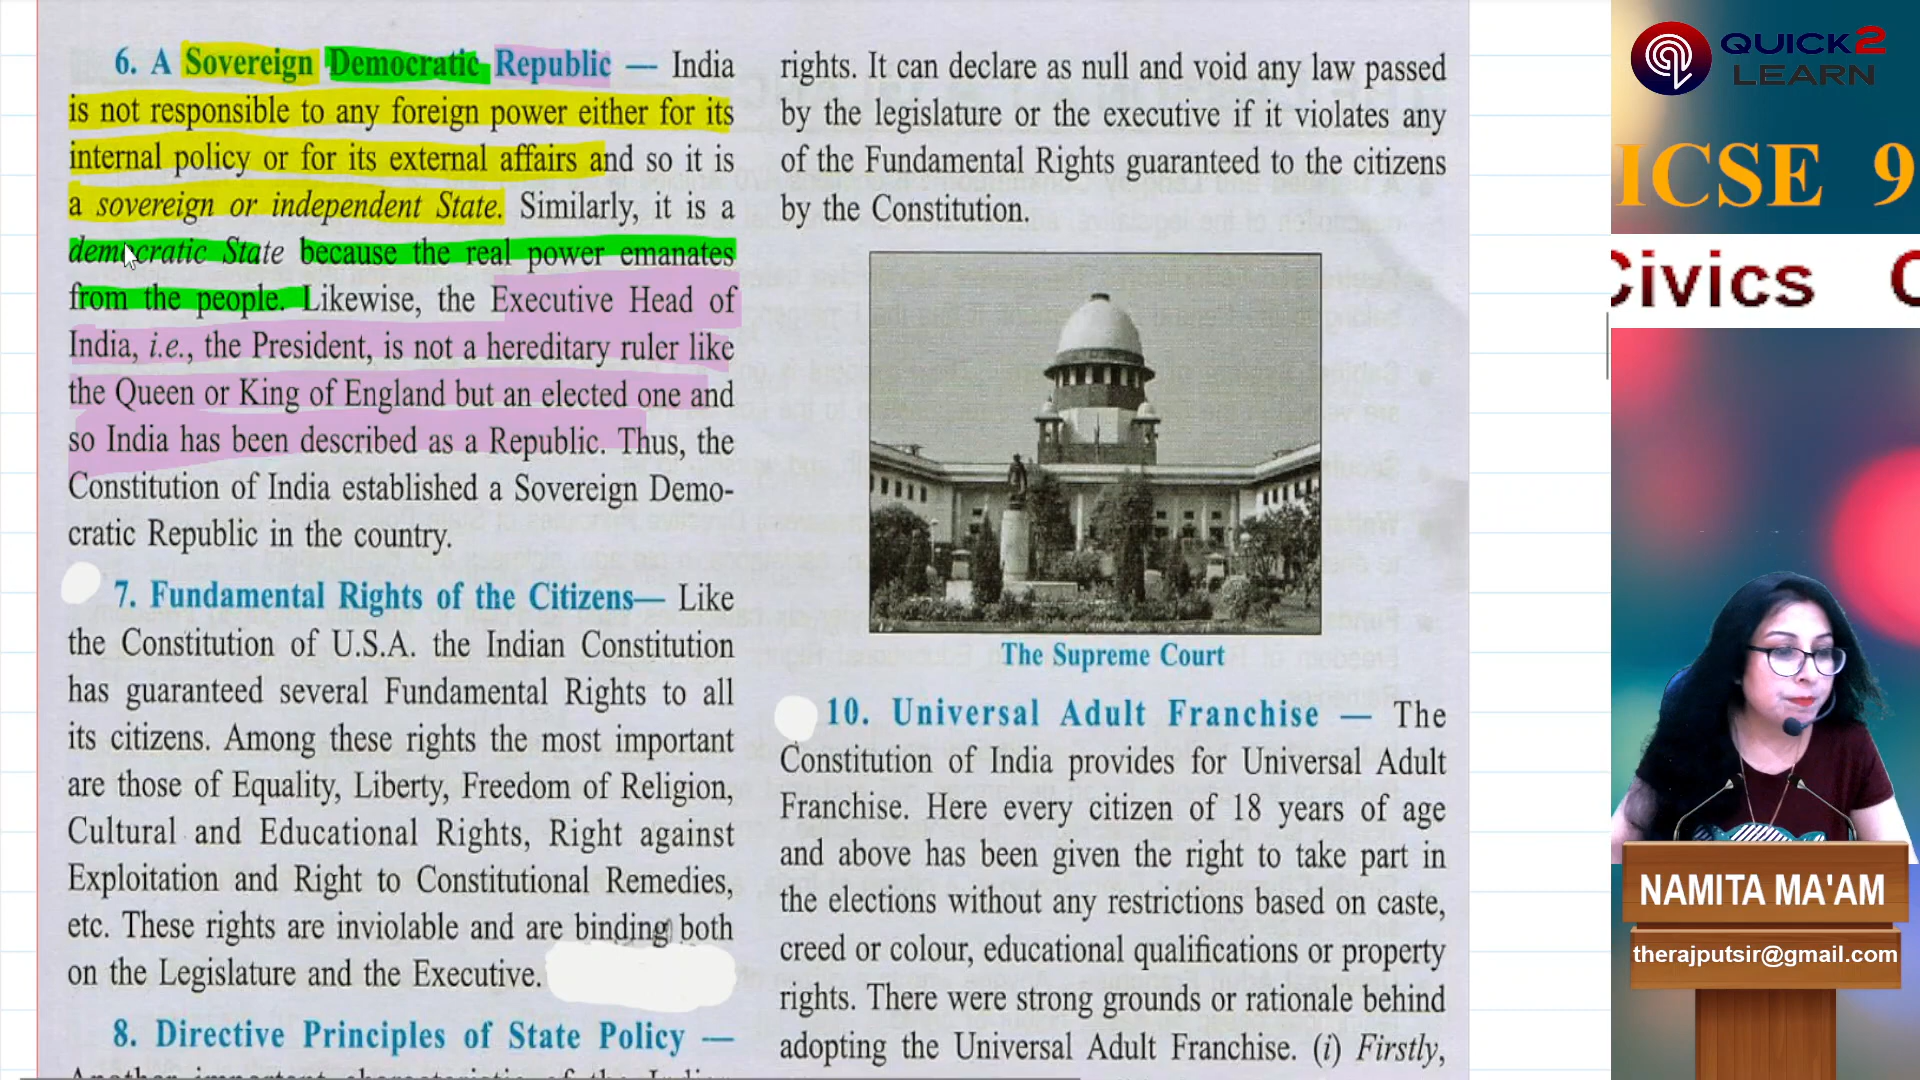 6. A Sovereign Democratic Republic — India
is not responsible to any foreign power either for its
internal policy or for its external affairs and so it is
a sovereign or independent State. Similarly, it is a
democratic State because the real power emanates
from the people. Likewise, the Executive Head of
India, i.e., the President, is not a hereditary ruler like
the Queen or King of England but an elected one and
so India has been described as a Republic. Thus, the
Constitution of India established a Sovereign Demo-
cratic Republic in the country.
7. Fundamental Rights of the Citizens— Like
the Constitution of U.S.A. the Indian Constitution
has guaranteed several Fundamental Rights to all
its citizens. Among these rights the most important
are those of Equality, Liberty, Freedom of Religion,
Cultural and Educational Rights, Right against
Exploitation and Right to Constitutional Remedies,
etc. These rights are inviolable and are binding both
on the Legislature and the Executive.
8. Directive Principles of State Policy —
rights. It can declare as null and void any law passed
by the legislature or the executive if it violates any
of the Fundamental Rights guaranteed to the citizens
by the Constitution.
The Supreme Court
10. Universal Adult Franchise — The
Constitution of India provides for Universal Adult
Franchise. Here every citizen of 18 years of age
and above has been given the right to take part in
the elections without any restrictions based on caste,
creed or colour, educational qualifications or property
rights. There were strong grounds or rationale behind
adopting the Universal Adult Franchise. (i) Firstly,
QUICK2
LEARN
ICSE 9
Civics C
NAMITA MA'AM
therajputsir@gmail.com